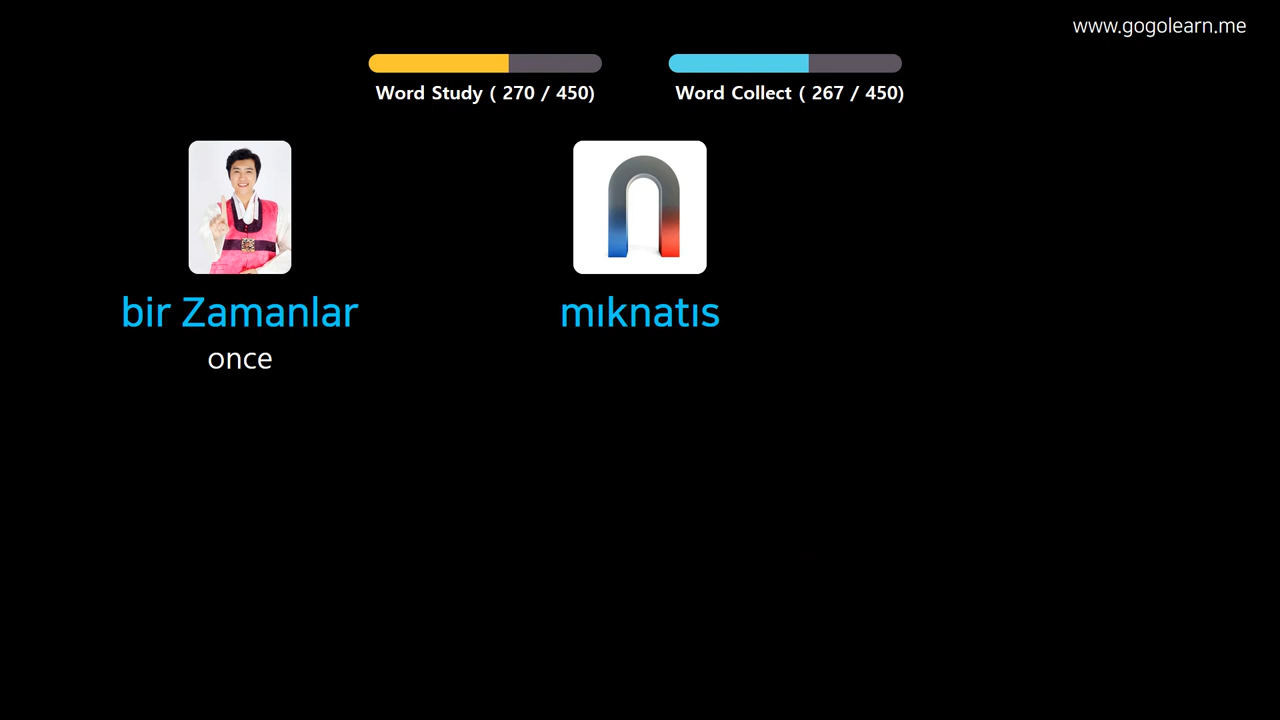 www.gogolearn.me
Word Study ( 270 / 450)
Word Collect ( 267 / 450)
bir Zamanlar
once
mıknatıs